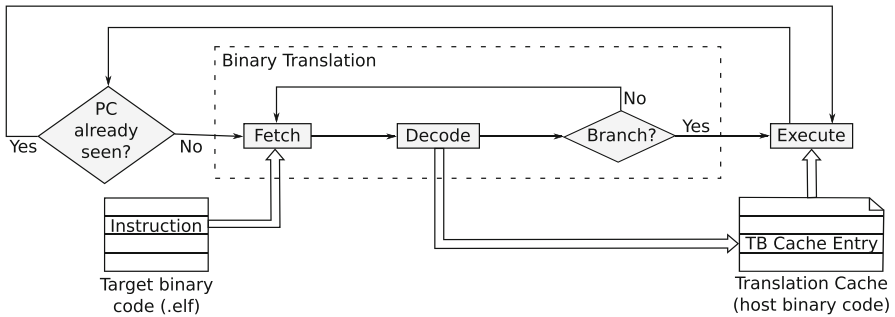 Binary Translation
PC
already
seen?
Yes
No
Fetch
Decode
Branch?
No
Yes
Execute
Instruction
Target binary
code (.elf)
TB Cache Entry
Translation Cache
(host binary code)